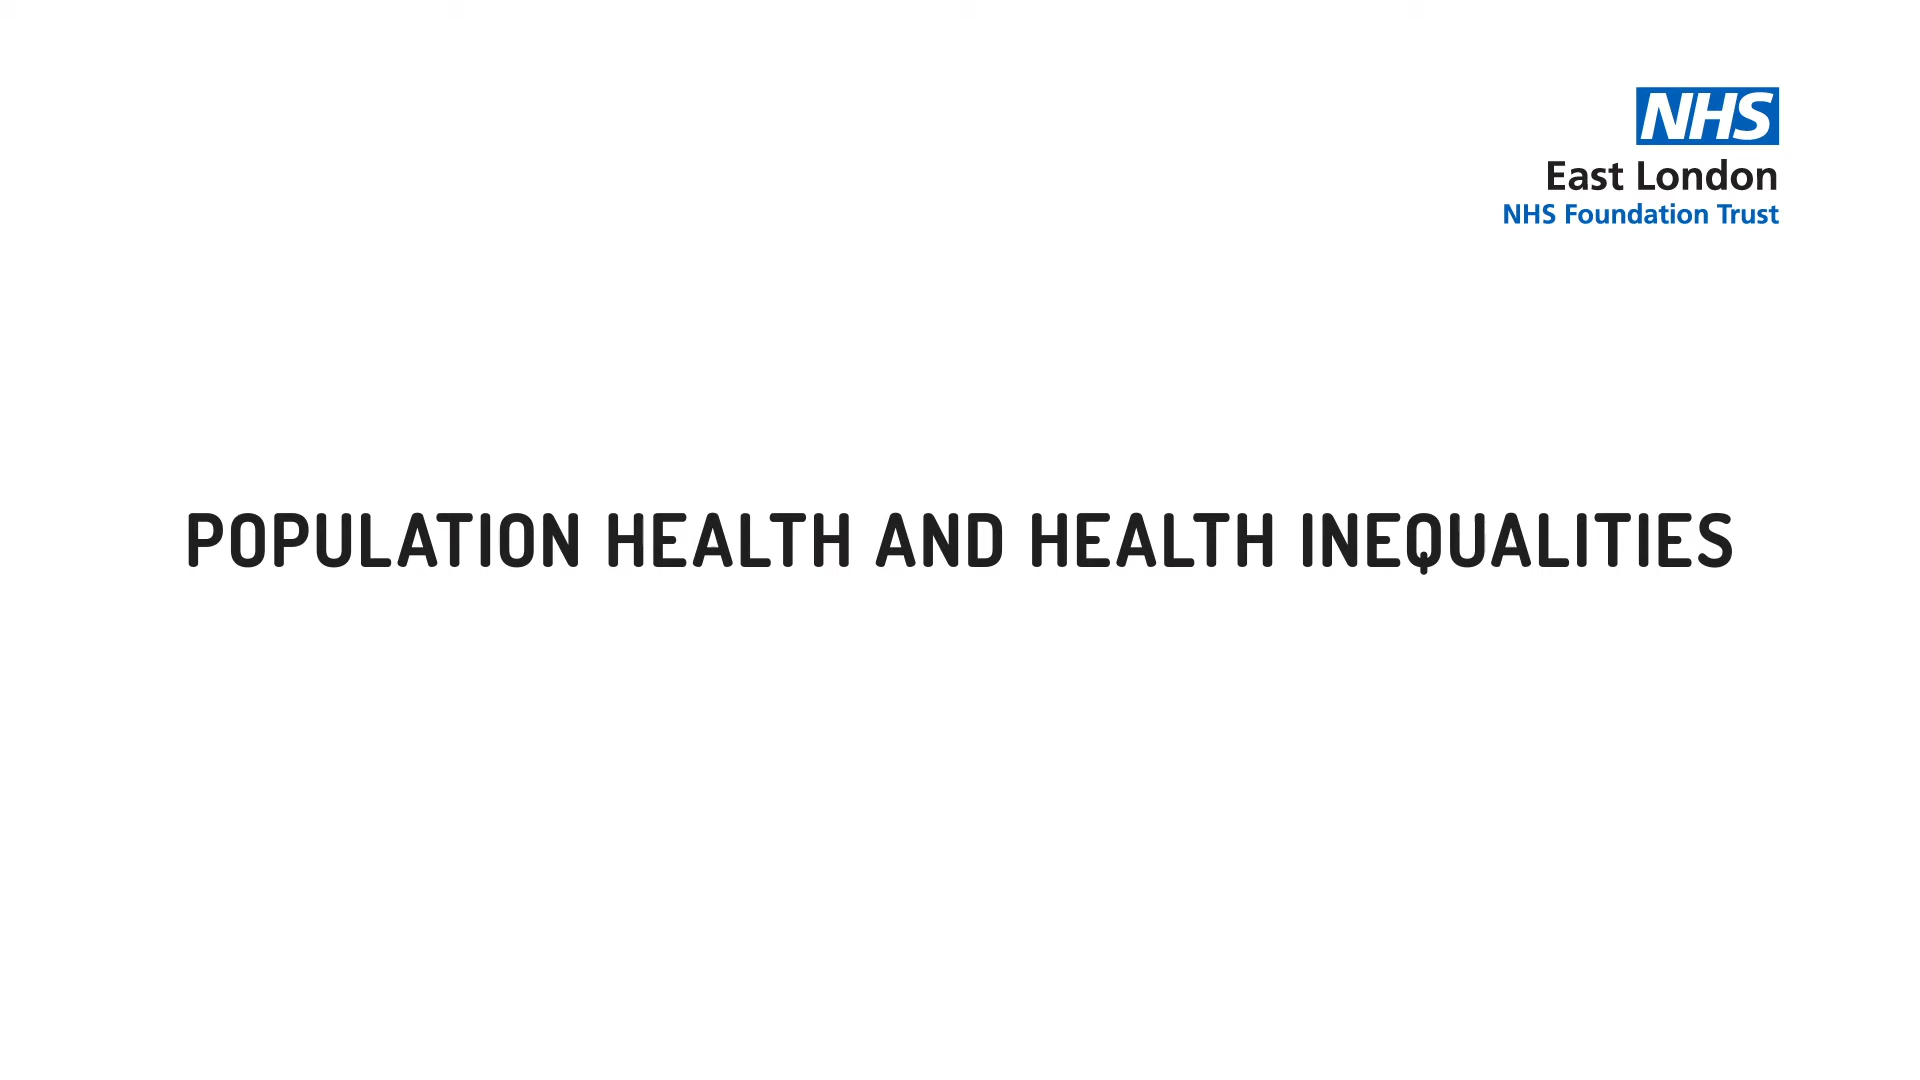 NHS
East London
NHS Foundation Trust
POPULATION HEALTH AND HEALTH INEQUALITIES